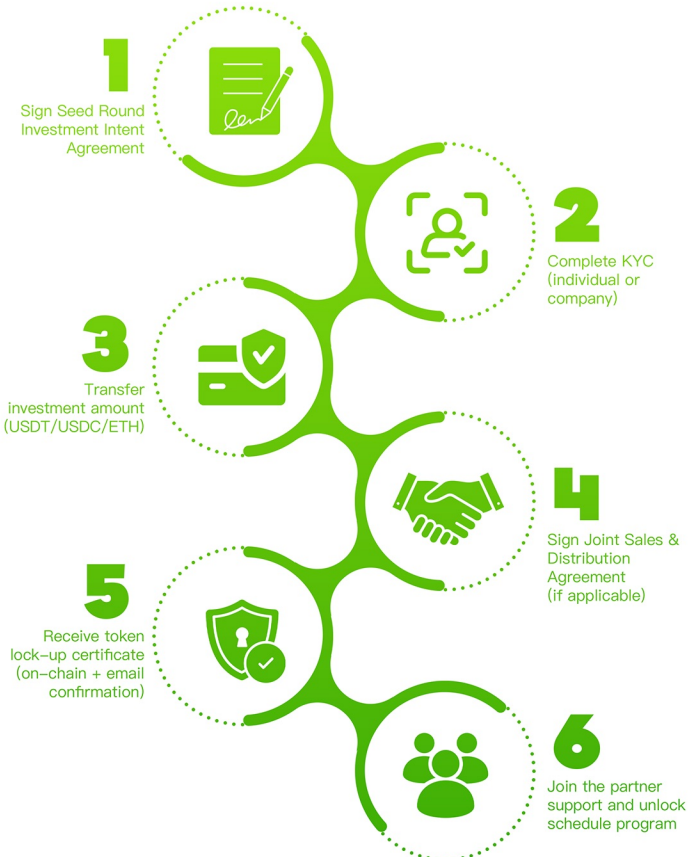 1
Sign Seed Round
Investment Intent
Agreement
2
Complete KYC
(individual or
company)
3
Transfer
investment amount
(USDT/USDC/ETH)
4
Sign Joint Sales &
Distribution
Agreement
(if applicable)
5
Receive token
lock-up certificate
(on-chain + email
confirmation)
6
Join the partner
support and unlock
schedule program